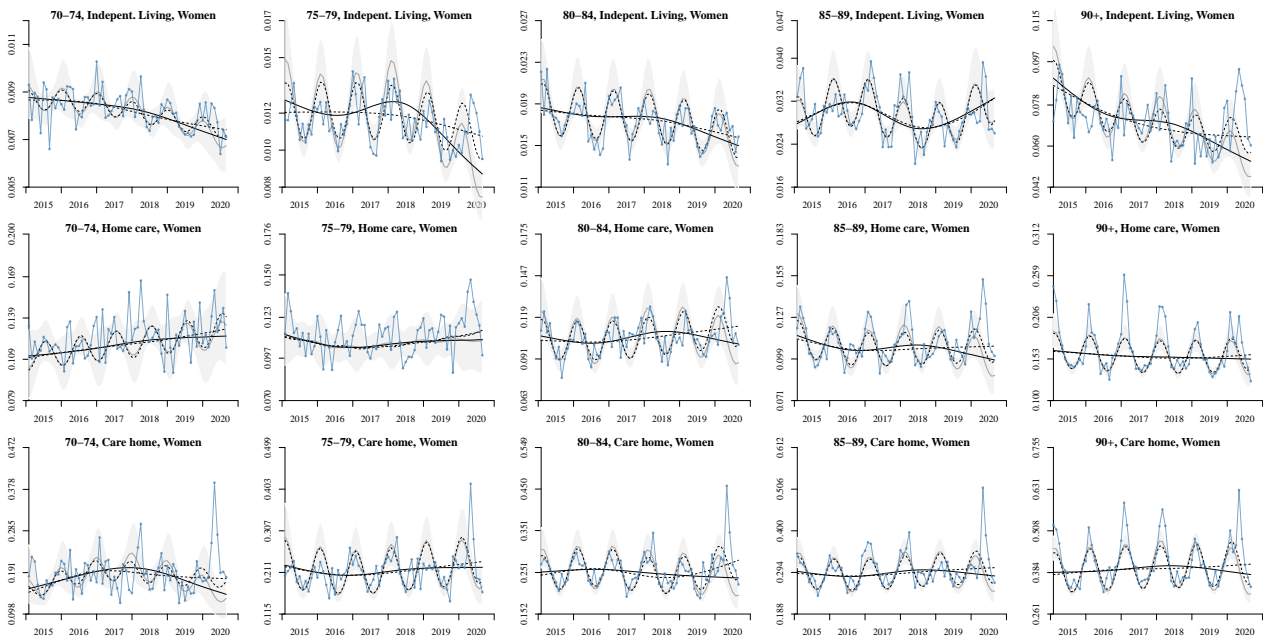 70–74, Indepent. Living, Women
0.005 0.007 0.009 0.011
2015 2016 2017 2018 2019 2020
75–79, Indepent. Living, Women
0.008 0.010 0.012 0.015 0.017
2015 2016 2017 2018 2019 2020
80–84, Indepent. Living, Women
0.011 0.015 0.019 0.023 0.027
2015 2016 2017 2018 2019 2020
85–89, Indepent. Living, Women
0.016 0.024 0.032 0.040 0.047
2015 2016 2017 2018 2019 2020
90+, Indepent. Living, Women
0.042 0.060 0.078 0.097 0.115
2015 2016 2017 2018 2019 2020
70–74, Home care, Women
0.079 0.109 0.139 0.169 0.200
2015 2016 2017 2018 2019 2020
75–79, Home care, Women
0.070 0.097 0.123 0.150 0.176
2015 2016 2017 2018 2019 2020
80–84, Home care, Women
0.063 0.091 0.119 0.147 0.175
2015 2016 2017 2018 2019 2020
85–89, Home care, Women
0.071 0.099 0.127 0.155 0.183
2015 2016 2017 2018 2019 2020
90+, Home care, Women
0.100 0.153 0.206 0.259 0.312
2015 2016 2017 2018 2019 2020
70–74, Care home, Women
0.098 0.191 0.285 0.378 0.472
2015 2016 2017 2018 2019 2020
75–79, Care home, Women
0.115 0.211 0.307 0.403 0.499
2015 2016 2017 2018 2019 2020
80–84, Care home, Women
0.152 0.251 0.351 0.450 0.549
2015 2016 2017 2018 2019 2020
85–89, Care home, Women
0.188 0.294 0.400 0.506 0.612
2015 2016 2017 2018 2019 2020
90+, Care home, Women
0.261 0.384 0.508 0.631 0.755
2015 2016 2017 2018 2019 2020